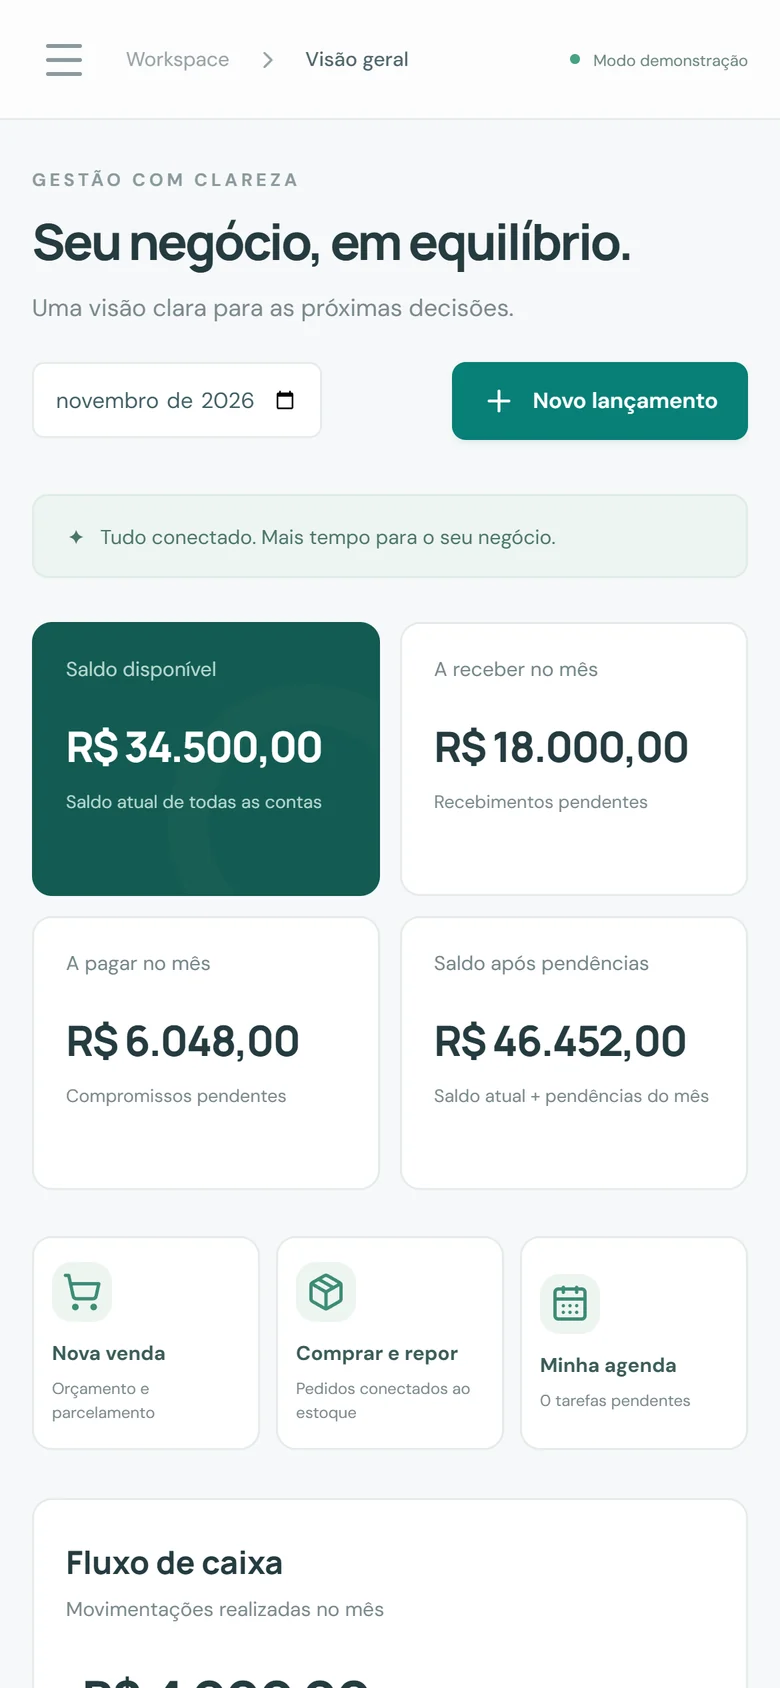 Workspace > Visão geral
Modo demonstração
GESTÃO COM CLAREZA
Seu negócio, em equilíbrio.
Uma visão clara para as próximas decisões.
novembro de 2026
+ Novo lançamento
✦ Tudo conectado. Mais tempo para o seu negócio.
Saldo disponível
R$ 34.500,00
Saldo atual de todas as contas
A receber no mês
R$ 18.000,00
Recebimentos pendentes
A pagar no mês
R$ 6.048,00
Compromissos pendentes
Saldo após pendências
R$ 46.452,00
Saldo atual + pendências do mês
Nova venda
Orçamento e
parcelamento
Comprar e repor
Pedidos conectados ao
estoque
Minha agenda
0 tarefas pendentes
Fluxo de caixa
Movimentações realizadas no mês